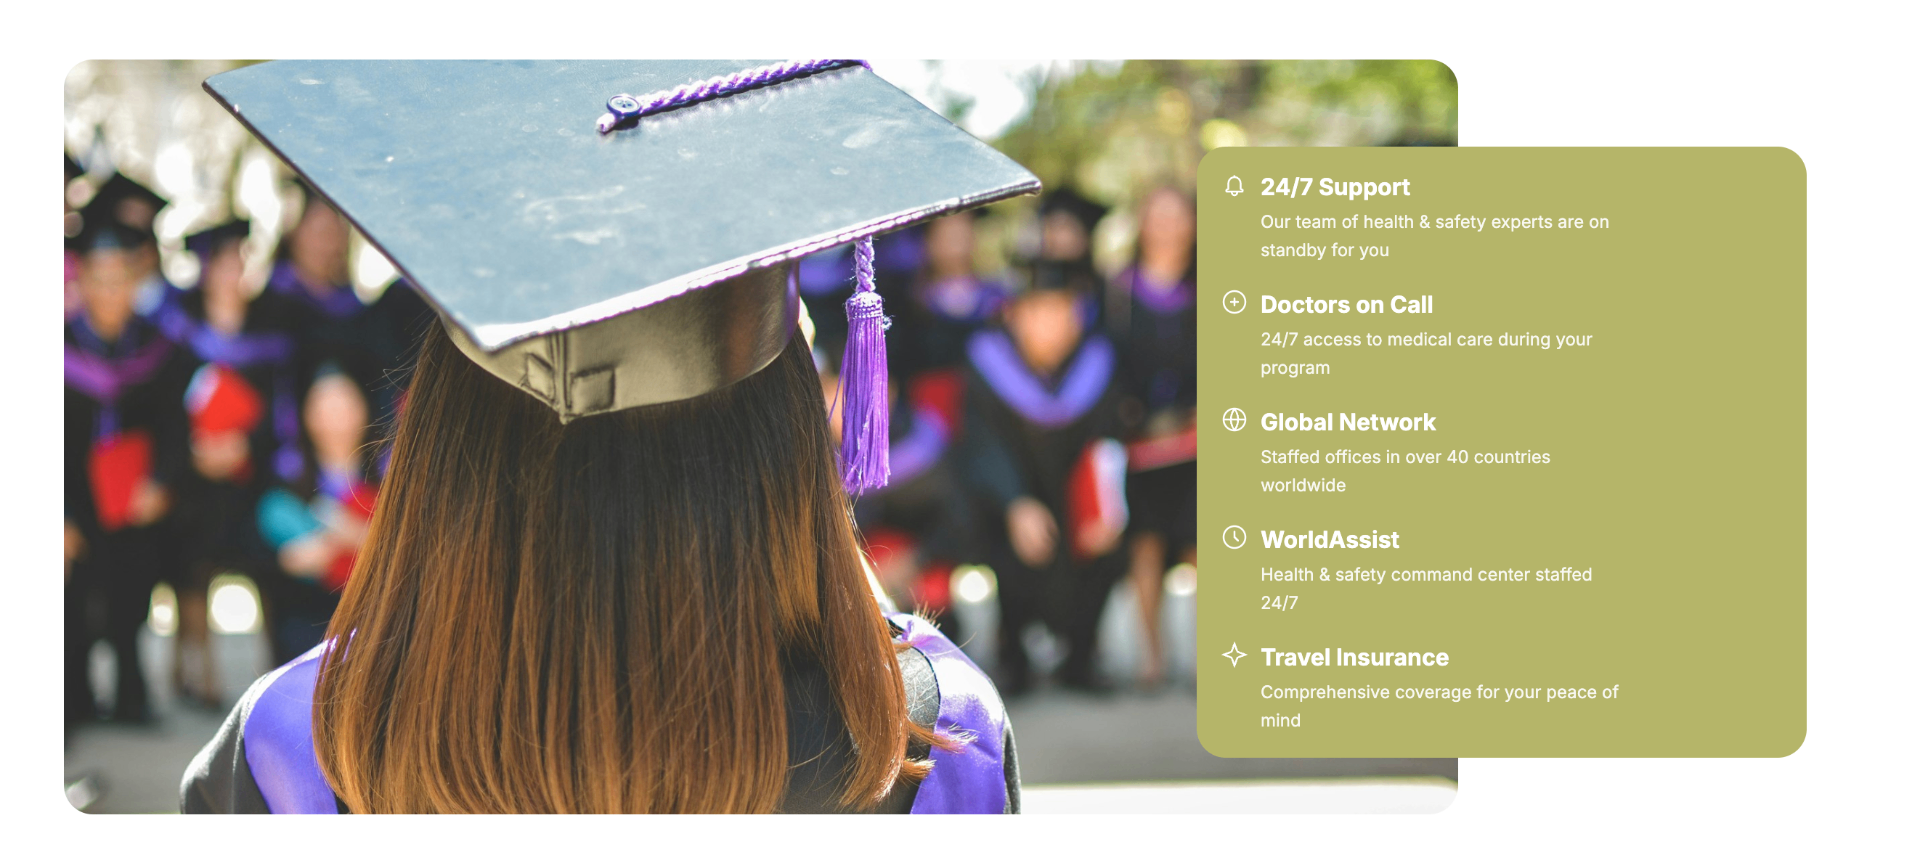 24/7 Support
Our team of health & safety experts are on
standby for you
Doctors on Call
24/7 access to medical care during your
program
Global Network
Staffed offices in over 40 countries
worldwide
WorldAssist
Health & safety command center staffed
24/7
Travel Insurance
Comprehensive coverage for your peace of
mind